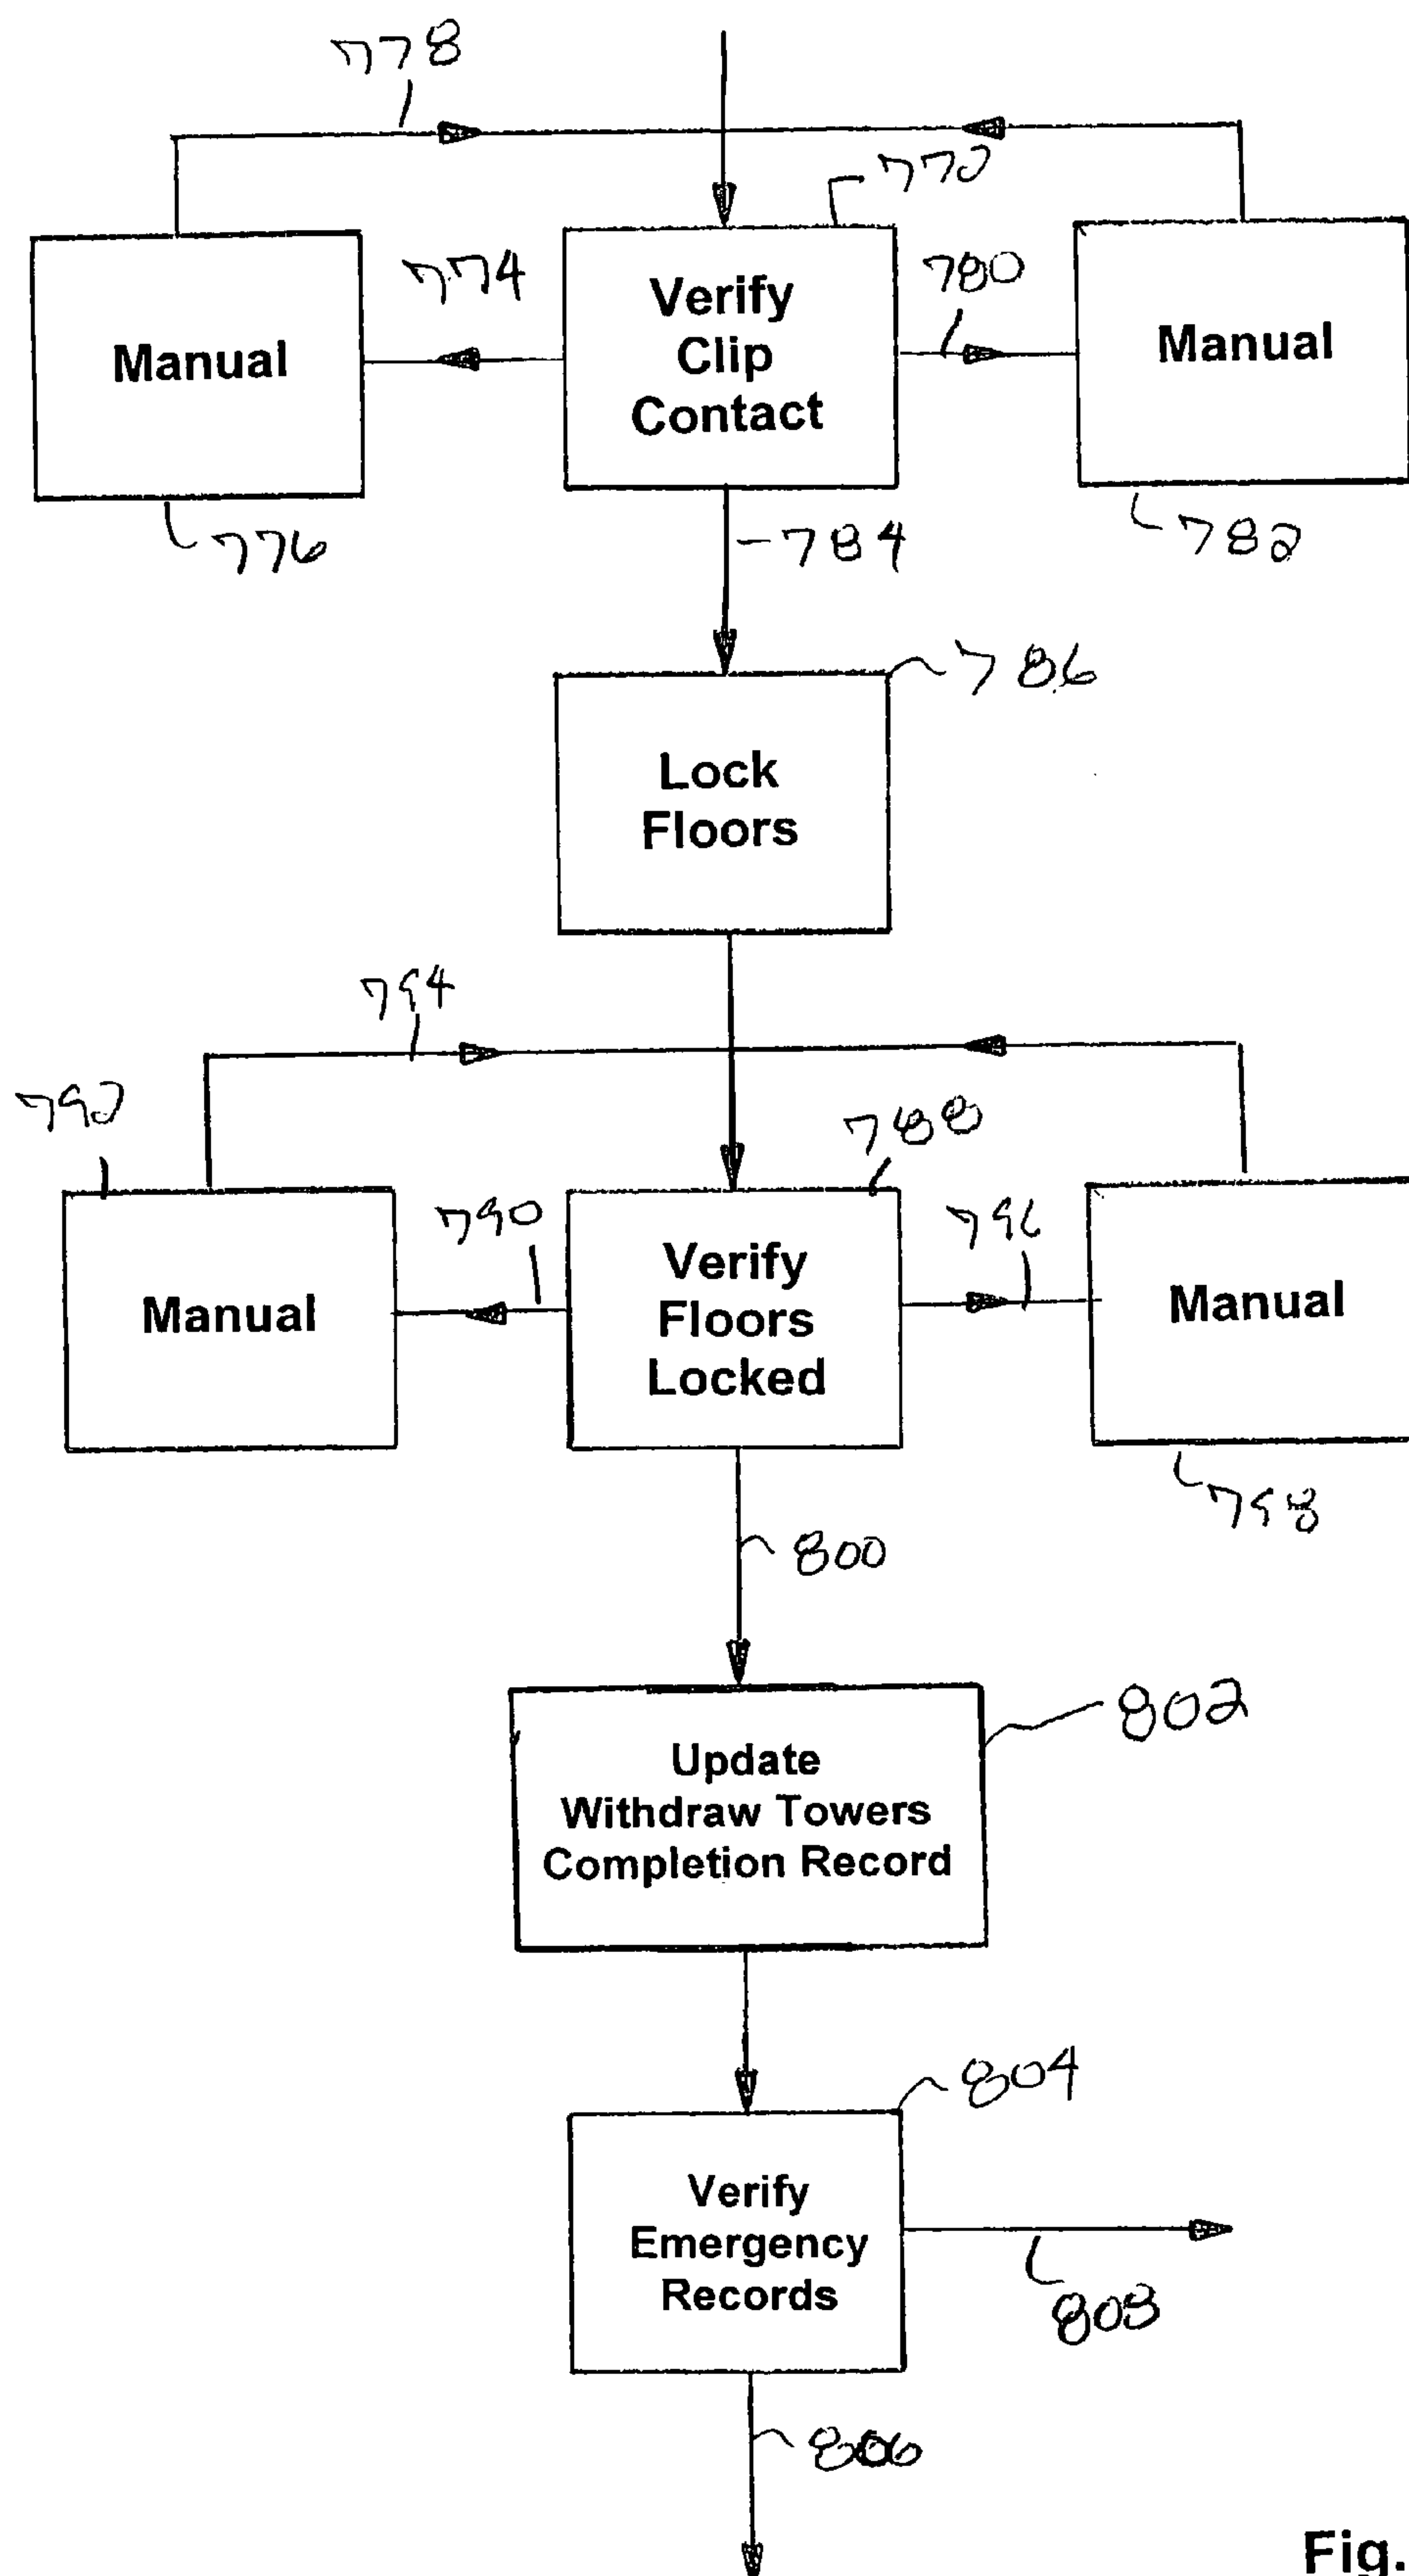 778
772
774
780
Manual
Verify
Clip
Contact
Manual
776
784
782
786
Lock
Floors
794
792
788
790
796
Manual
Verify
Floors
Locked
Manual
798
800
802
Update
Withdraw Towers
Completion Record
804
Verify
Emergency
Records
808
806
Fig.